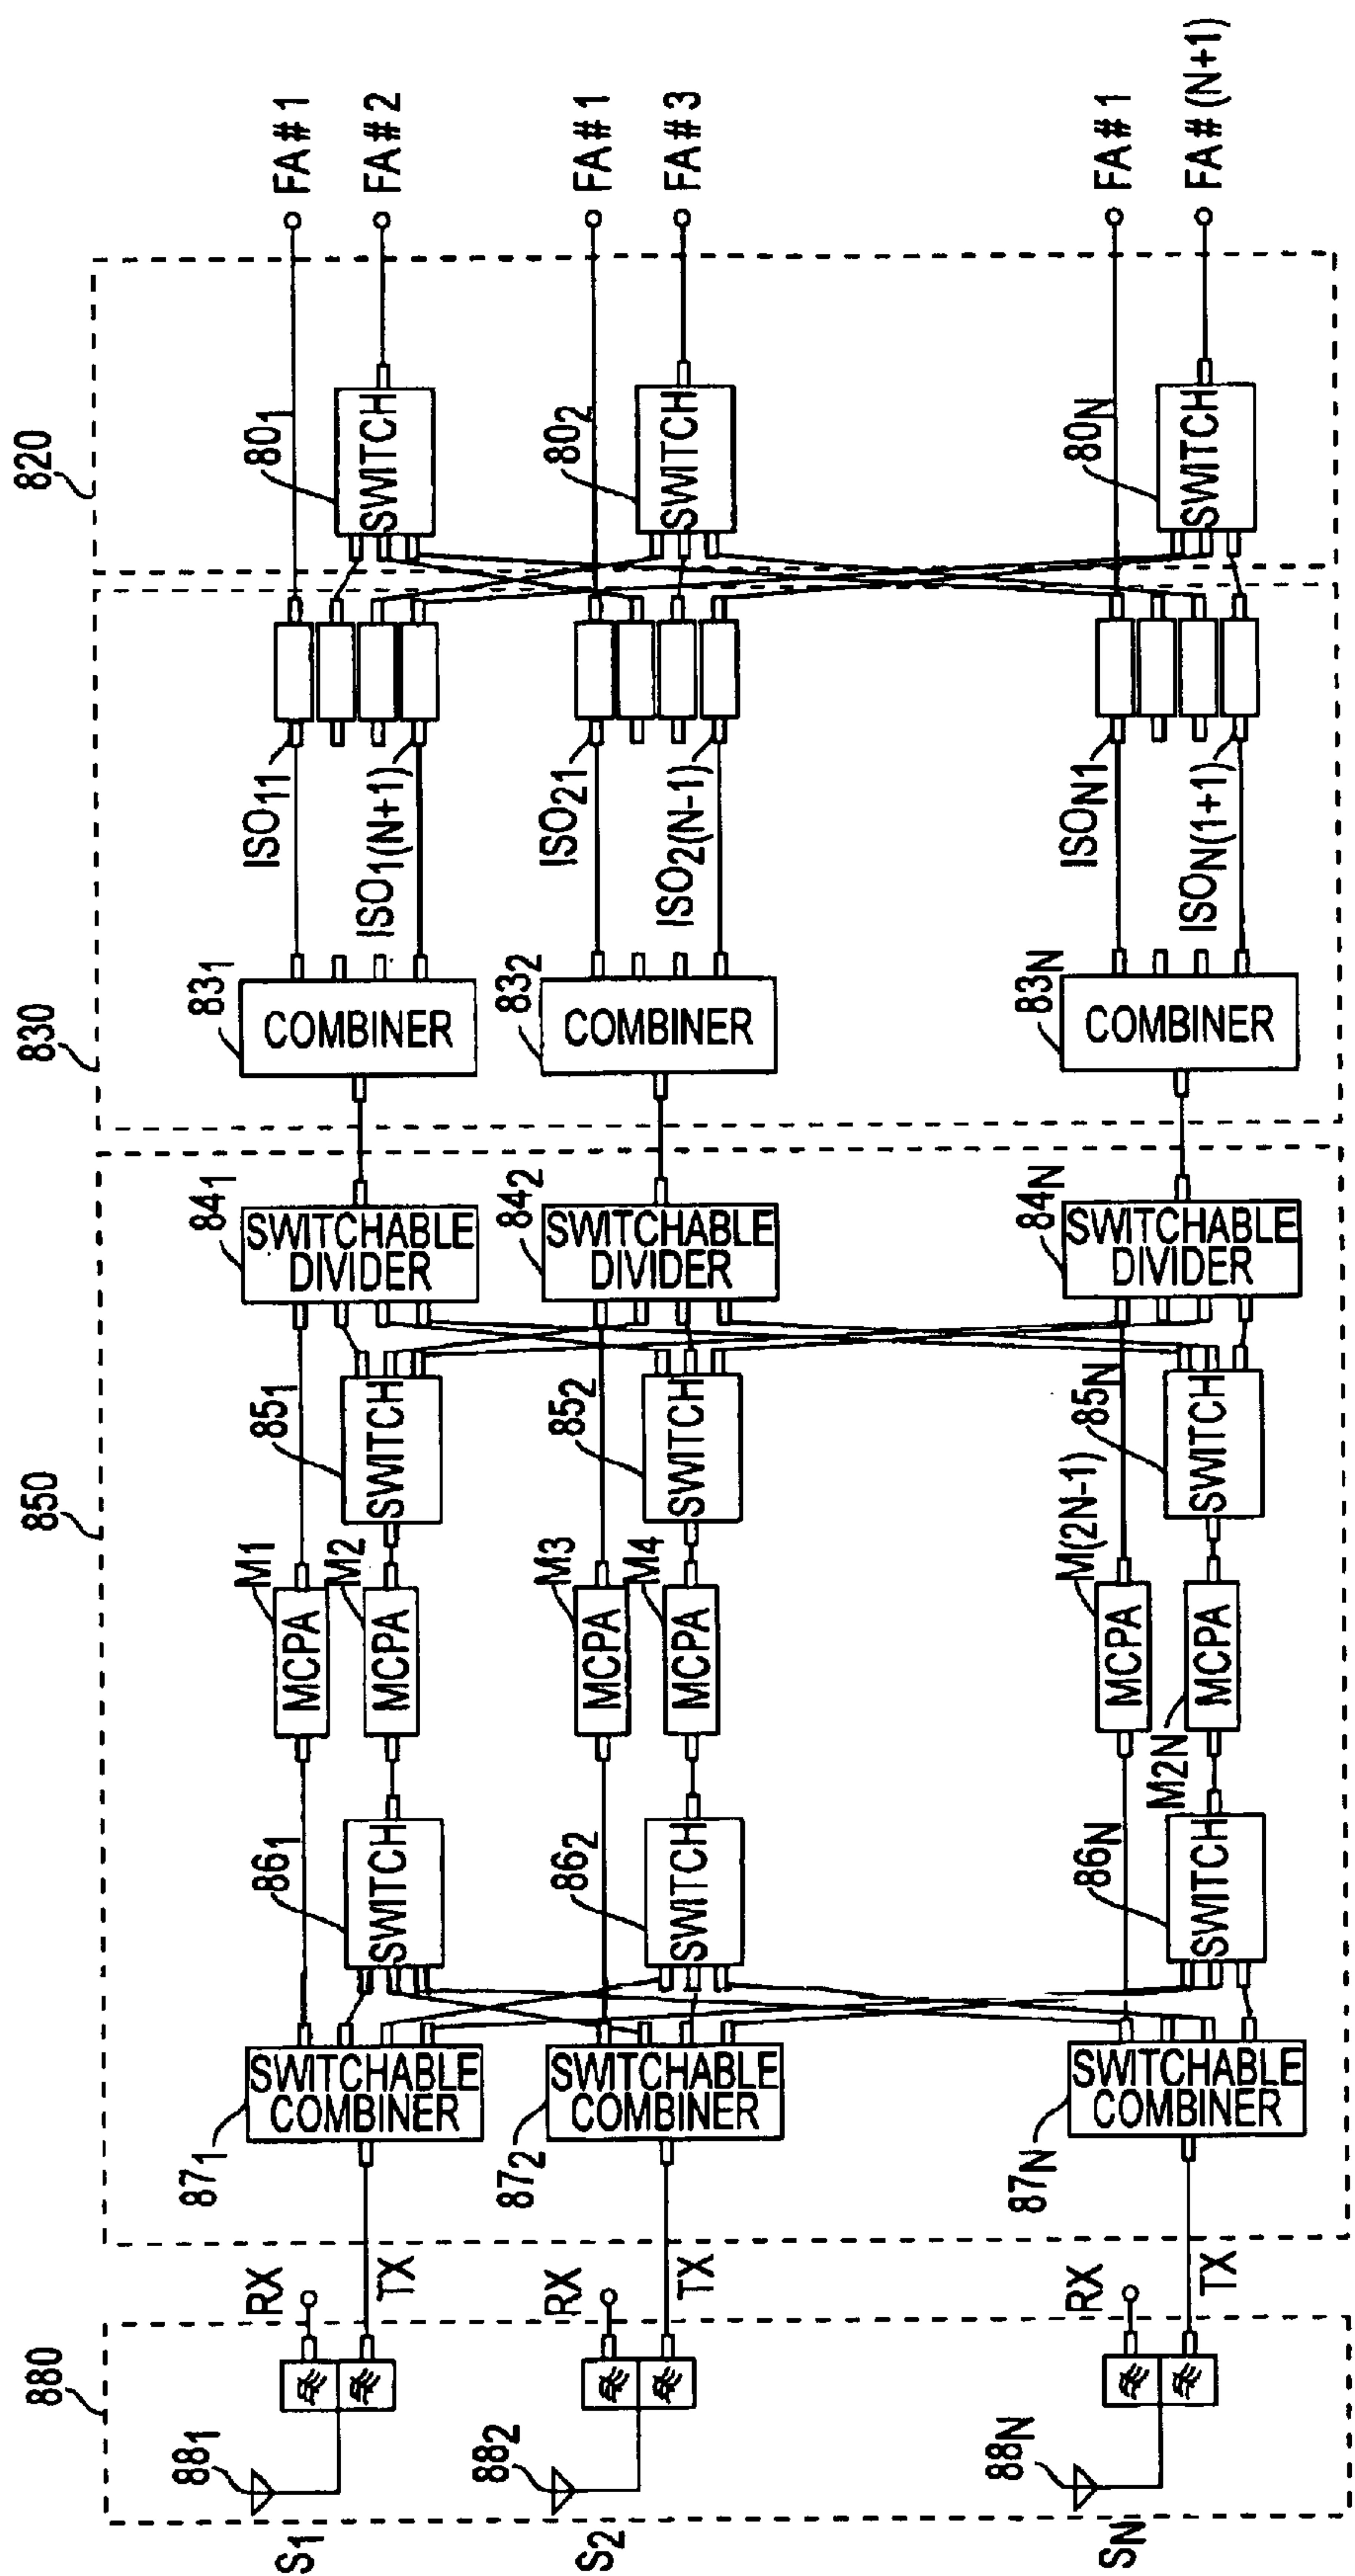 880
850
830
820
S1
881
RX
TX
871
SWITCHABLE
COMBINER
861
SWITCH
M1
MCPA
M2
MCPA
851
SWITCH
841
SWITCHABLE
DIVIDER
831
COMBINER
ISO11
ISO1(N+1)
801
SWITCH
FA#1
FA#2
S2
882
RX
TX
872
SWITCHABLE
COMBINER
862
SWITCH
M3
MCPA
M4
MCPA
852
SWITCH
842
SWITCHABLE
DIVIDER
832
COMBINER
ISO21
ISO2(N-1)
802
SWITCH
FA#1
FA#3
SN
88N
RX
TX
87N
SWITCHABLE
COMBINER
86N
SWITCH
M(2N-1)
MCPA
M2N
MCPA
85N
SWITCH
84N
SWITCHABLE
DIVIDER
83N
COMBINER
ISON1
ISON(1+1)
80N
SWITCH
FA#1
FA#(N+1)